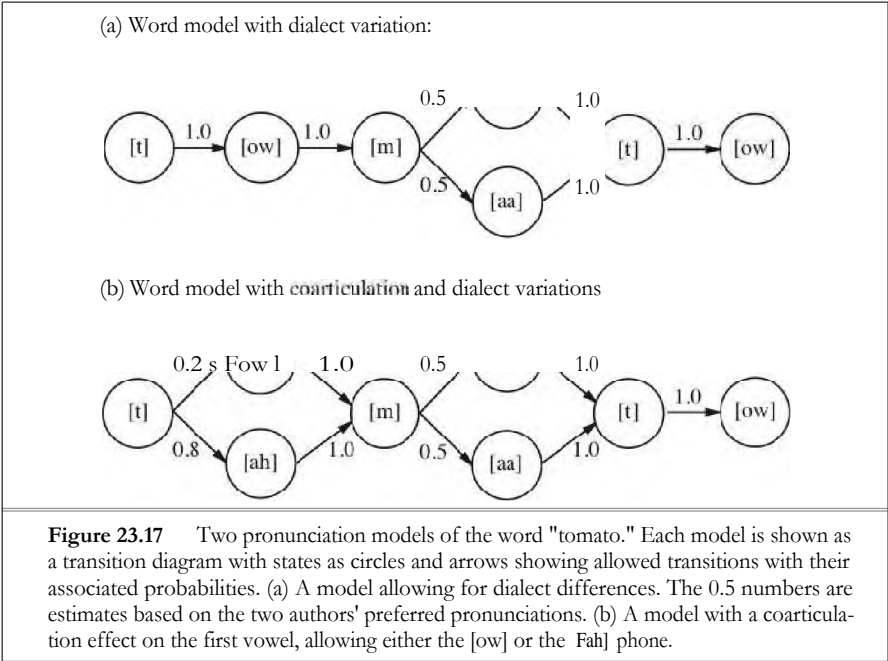 (a) Word model with dialect variation:
0.5 1.0
[t] 1.0 [ow] 1.0 [m] [t] 1.0 [ow]
0.5 [aa] 1.0
(b) Word model with coarticulation and dialect variations
0.2 s Fow l 1.0 0.5 1.0
[t] [m] [t] 1.0 [ow]
0.8 [ah] 1.0 0.5 [aa] 1.0
Figure 23.17 Two pronunciation models of the word "tomato." Each model is shown as
a transition diagram with states as circles and arrows showing allowed transitions with their
associated probabilities. (a) A model allowing for dialect differences. The 0.5 numbers are
estimates based on the two authors' preferred pronunciations. (b) A model with a coarticula-
tion effect on the first vowel, allowing either the [ow] or the Fah] phone.